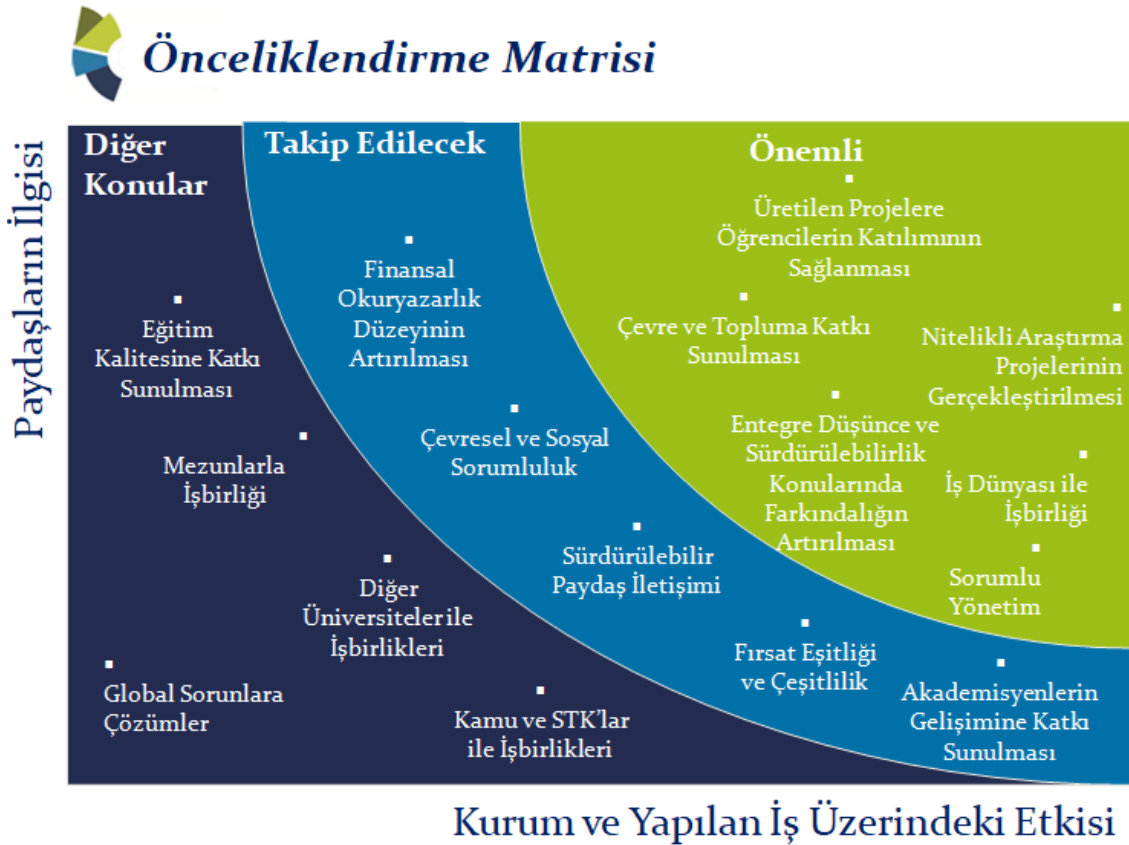 Önceliklendirme Matrisi
Paydaşların İlgisi
Diğer
Konular
Takip Edilecek
Önemli
Üretilen Projelere
Öğrencilerin Katılımının
Sağlanması
Finansal
Okuryazarlık
Düzeyinin
Artırılması
Eğitim
Kalitesine Katkı
Sunulması
Çevre ve Topluma Katkı
Sunulması
Nitelikli Araştırma
Projelerinin
Gerçekleştirilmesi
Çevresel ve Sosyal
Sorumluluk
Entegre Düşünce ve
Sürdürülebilirlik
Konularında
Farkındalığın
Artırılması
Mezunlarla
İşbirliği
İş Dünyası ile
İşbirliği
Sürdürülebilir
Paydaş İletişimi
Sorumlu
Yönetim
Diğer
Üniversiteler ile
İşbirlikleri
Fırsat Eşitliği
ve Çeşitlilik
Global Sorunlara
Çözümler
Kamu ve STK'lar
ile İşbirlikleri
Akademisyenlerin
Gelişimine Katkı
Sunulması
Kurum ve Yapılan İş Üzerindeki Etkisi